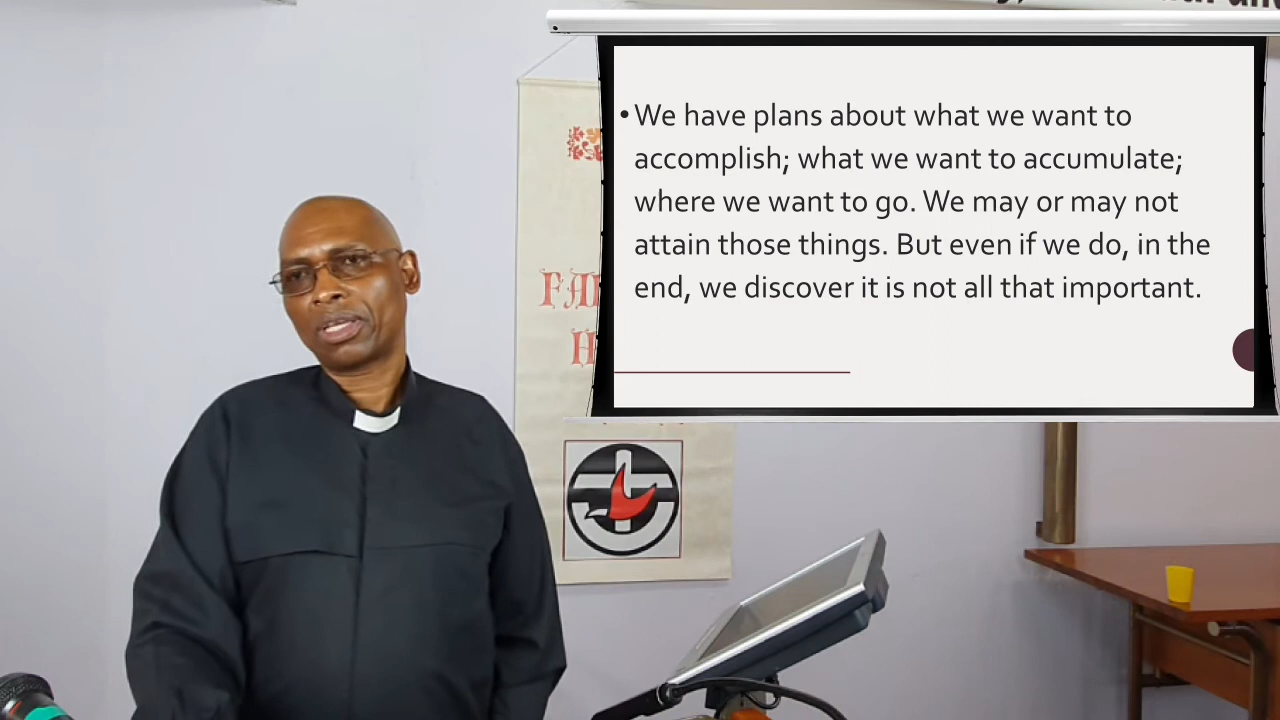 • We have plans about what we want to
accomplish; what we want to accumulate;
where we want to go. We may or may not
attain those things. But even if we do, in the
end, we discover it is not all that important.